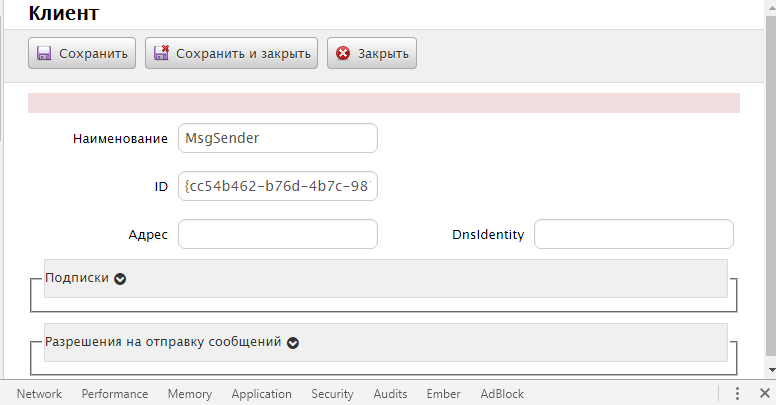 Клиент
Сохранить Сохранить и закрыть Закрыть
Наименование MsgSender
ID {cc54b462-b76d-4b7c-98
Адрес DnsIdentity
Подписки
Разрешения на отправку сообщений
Network Performance Memory Application Security Audits Ember AdBlock